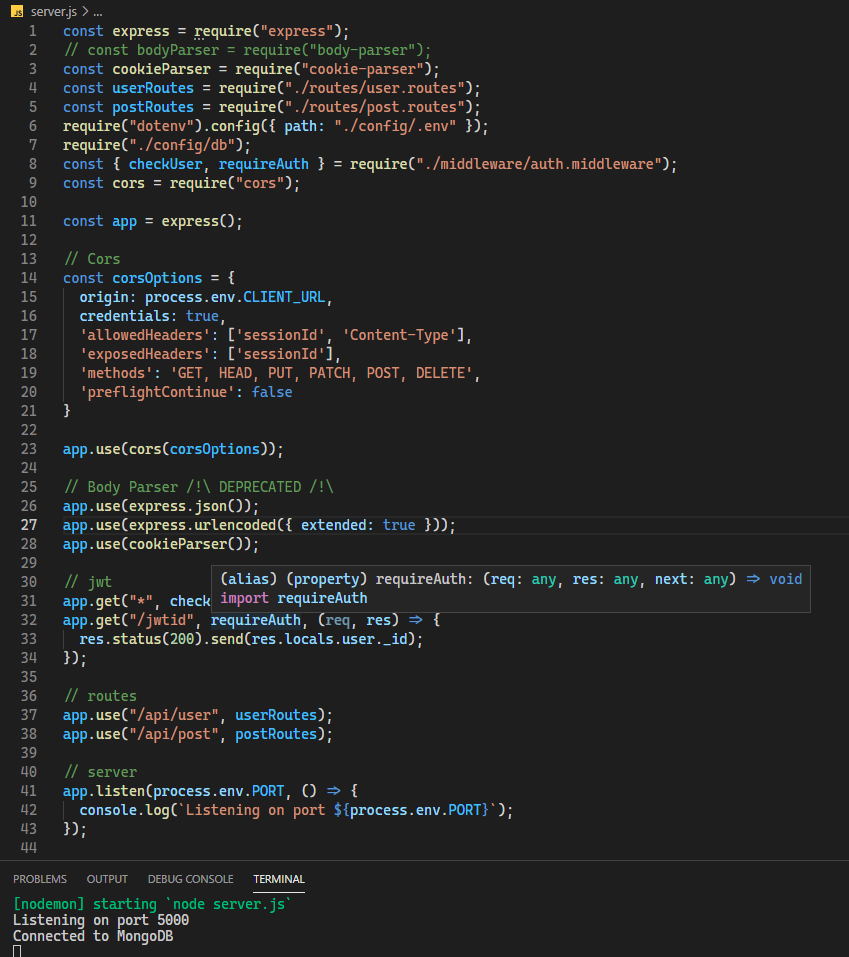 JS server.js > ...
1 const express = require("express");
2 // const bodyParser = require("body-parser");
3 const cookieParser = require("cookie-parser");
4 const userRoutes = require("./routes/user.routes");
5 const postRoutes = require("./routes/post.routes");
6 require("dotenv").config({ path: "./config/.env" });
7 require("./config/db");
8 const { checkUser, requireAuth } = require("./middleware/auth.middleware");
9 const cors = require("cors");
10
11 const app = express();
12
13 // Cors
14 const corsOptions = {
15   origin: process.env.CLIENT_URL,
16   credentials: true,
17   'allowedHeaders': ['sessionId', 'Content-Type'],
18   'exposedHeaders': ['sessionId'],
19   'methods': 'GET, HEAD, PUT, PATCH, POST, DELETE',
20   'preflightContinue': false
21 }
22
23 app.use(cors(corsOptions));
24
25 // Body Parser /!\ DEPRECATED /!\
26 app.use(express.json());
27 app.use(express.urlencoded({ extended: true }));
28 app.use(cookieParser());
29
30 // jwt
(alias) (property) requireAuth: (req: any, res: any, next: any) => void
import requireAuth
31 app.get("*", check
32 app.get("/jwtid", requireAuth, (req, res) => {
33   res.status(200).send(res.locals.user._id);
34 });
35
36 // routes
37 app.use("/api/user", userRoutes);
38 app.use("/api/post", postRoutes);
39
40 // server
41 app.listen(process.env.PORT, () => {
42   console.log(`Listening on port ${process.env.PORT}`);
43 });
44
PROBLEMS OUTPUT DEBUG CONSOLE TERMINAL
[nodemon] starting `node server.js`
Listening on port 5000
Connected to MongoDB